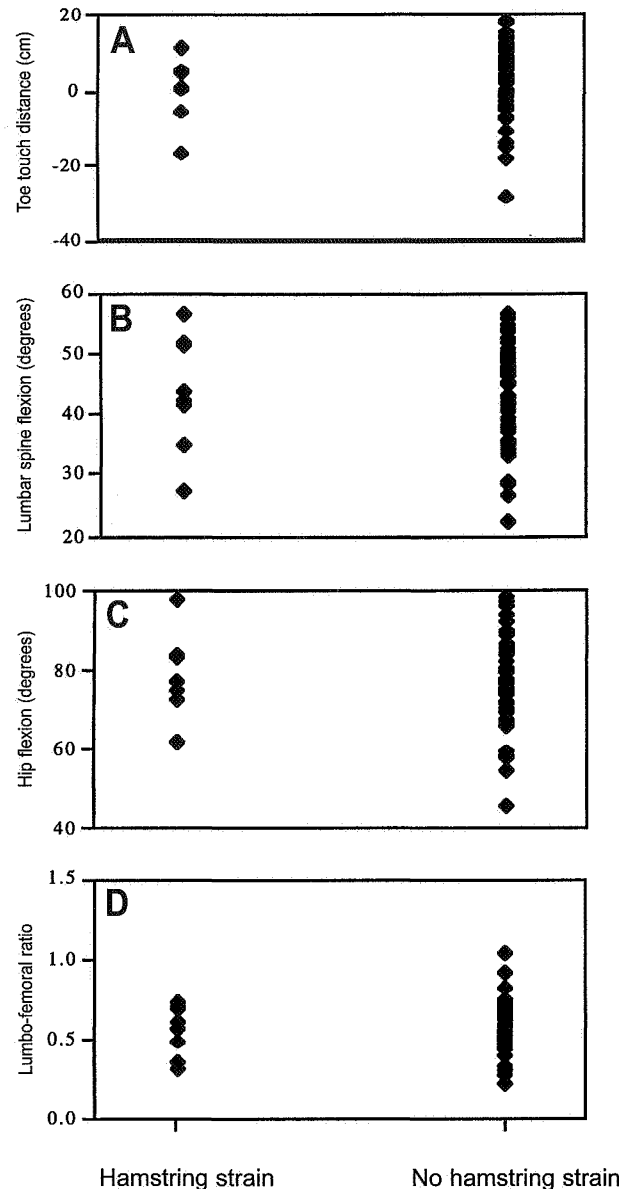 A
Toe touch distance (cm)
20
0
-20
-40
B
Lumbar spine flexion (degrees)
60
50
40
30
20
C
Hip flexion (degrees)
100
80
60
40
D
Lumbo-femoral ratio
1.5
1.0
0.5
0.0
Hamstring strain No hamstring strain